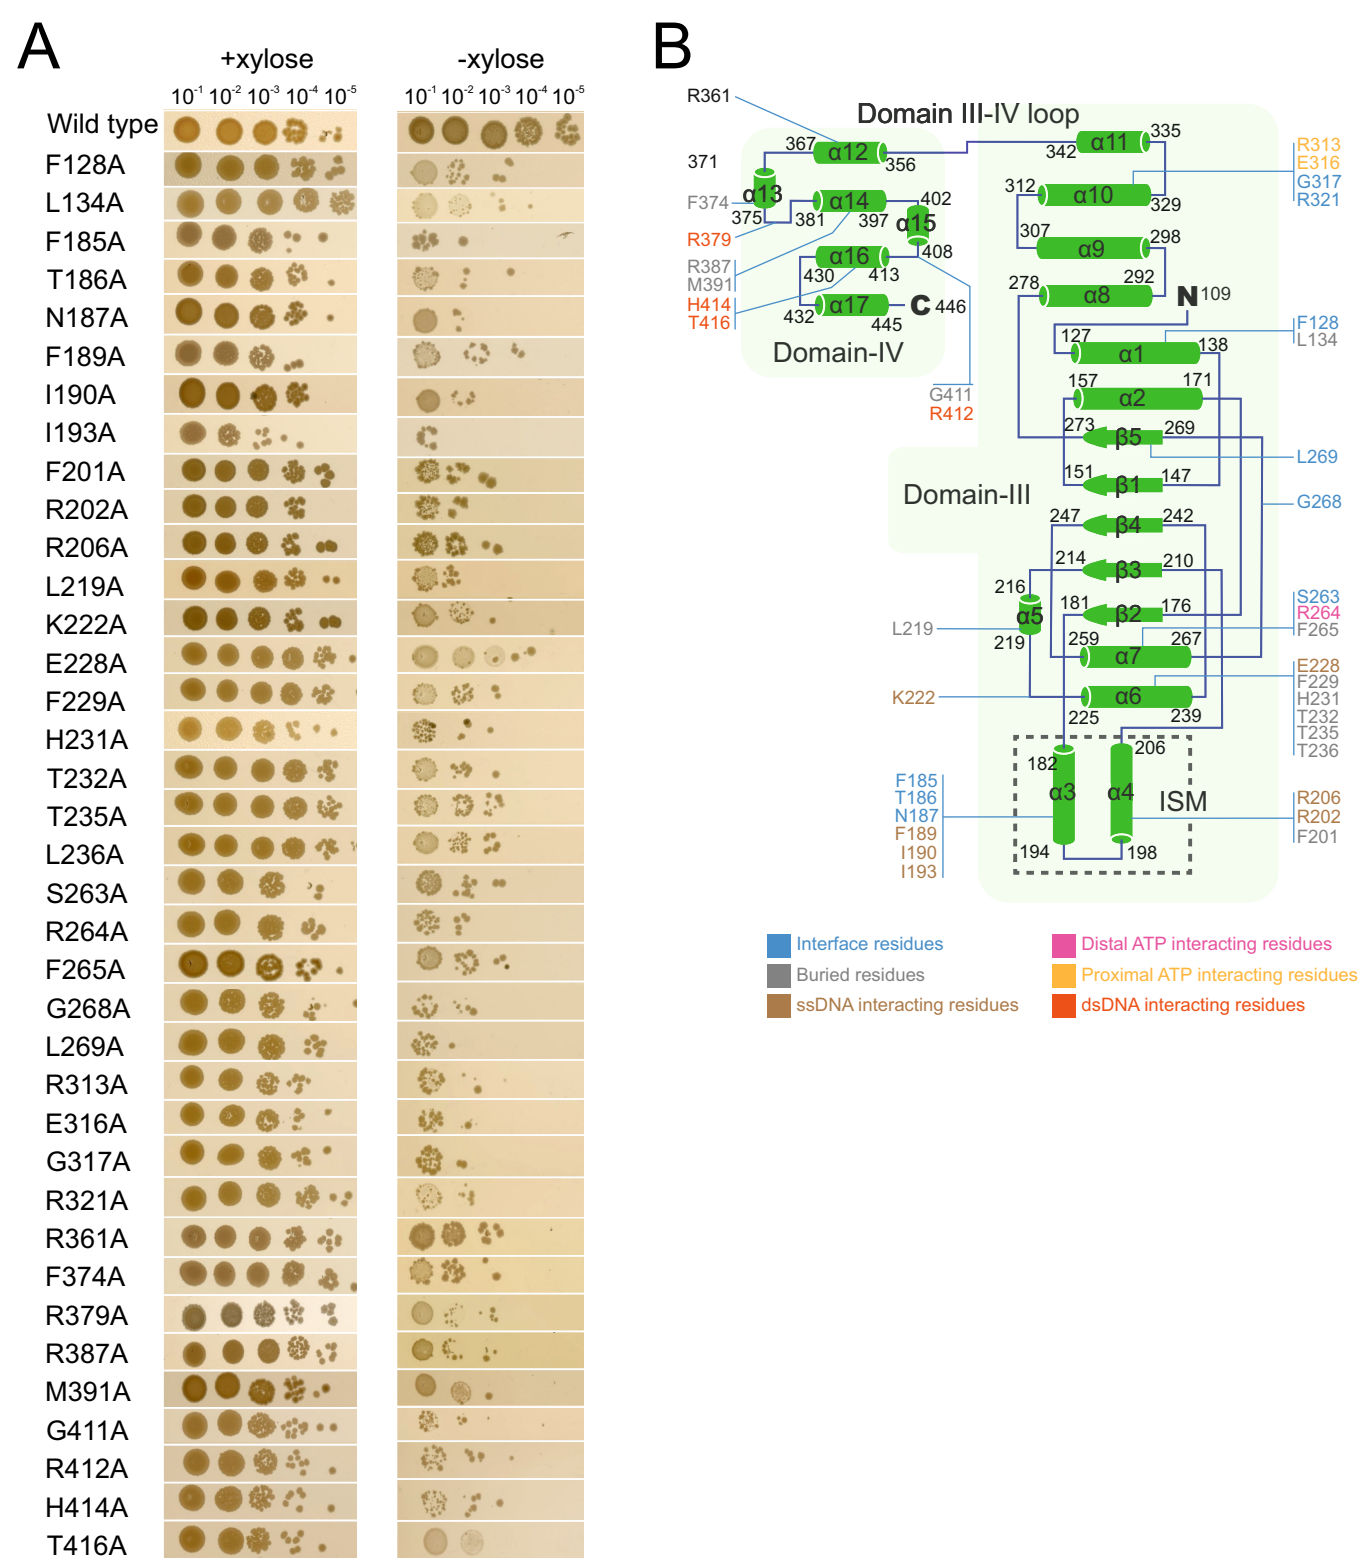 A
+xylose
-xylose
10-1 10-2 10-3 10-4 10-5
10-1 10-2 10-3 10-4 10-5
Wild type
F128A
L134A
F185A
T186A
N187A
F189A
I190A
I193A
F201A
R202A
R206A
L219A
K222A
E228A
F229A
H231A
T232A
T235A
L236A
S263A
R264A
F265A
G268A
L269A
R313A
E316A
G317A
R321A
R361A
F374A
R379A
R387A
M391A
G411A
R412A
H414A
T416A
B
R361
Domain III-IV loop
367 α12 356
342 α11 335
R313
E316
G317
R321
371
α13
F374
375
381 α14 397
402
α15
408
312 α10 329
R379
307 α9 298
R387
M391
430 α16 413
278 α8 292
N 109
H414
T416
432 α17 445
C 446
Domain-IV
127 α1 138
F128
L134
157 α2 171
G411
R412
273 β5 269
L269
151 β1 147
Domain-III
G268
247 β4 242
214 β3 210
216
α5
219
181 β2 176
S263
R264
F265
L219
259 α7 267
E228
F229
H231
T232
T235
T236
K222
α6
225 239
182
α3
194
206
α4
198
ISM
F185
T186
N187
F189
I190
I193
R206
R202
F201
Interface residues
Buried residues
ssDNA interacting residues
Distal ATP interacting residues
Proximal ATP interacting residues
dsDNA interacting residues